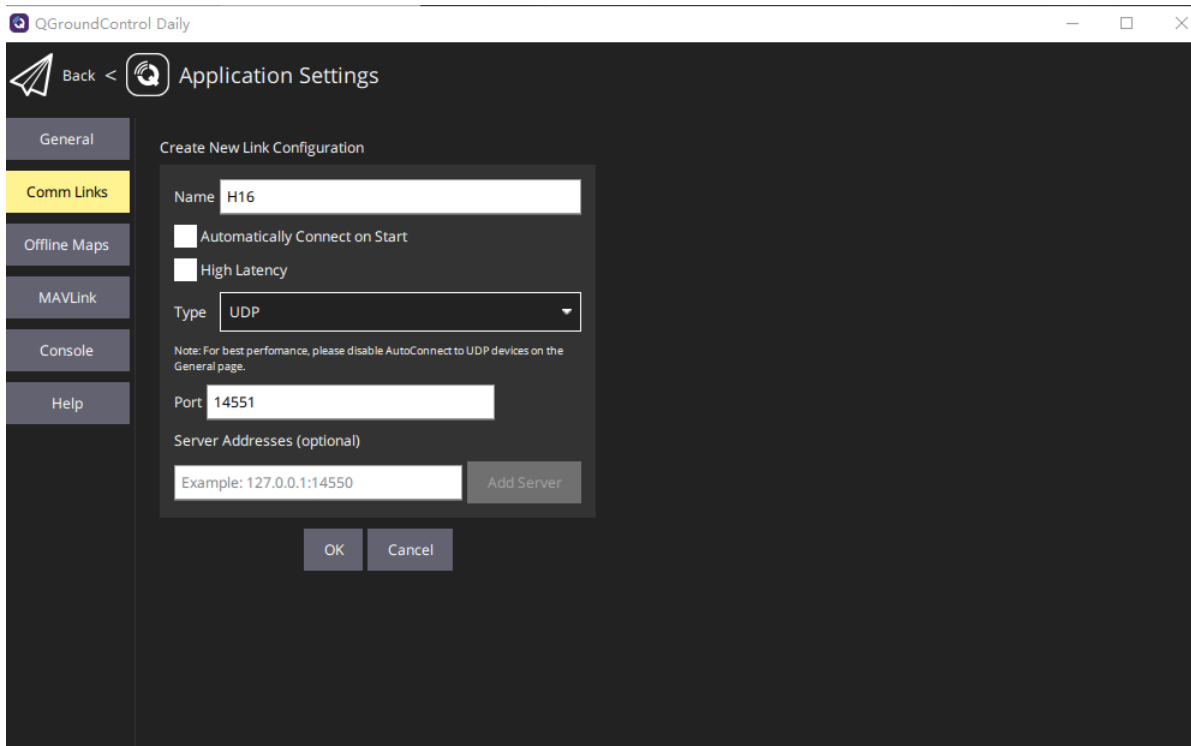 QGroundControl Daily
Back < Application Settings
General
Comm Links
Offline Maps
MAVLink
Console
Help
Create New Link Configuration
Name H16
Automatically Connect on Start
High Latency
Type UDP
Note: For best perfomance, please disable AutoConnect to UDP devices on the
General page.
Port 14551
Server Addresses (optional)
Example: 127.0.0.1:14550 Add Server
OK Cancel